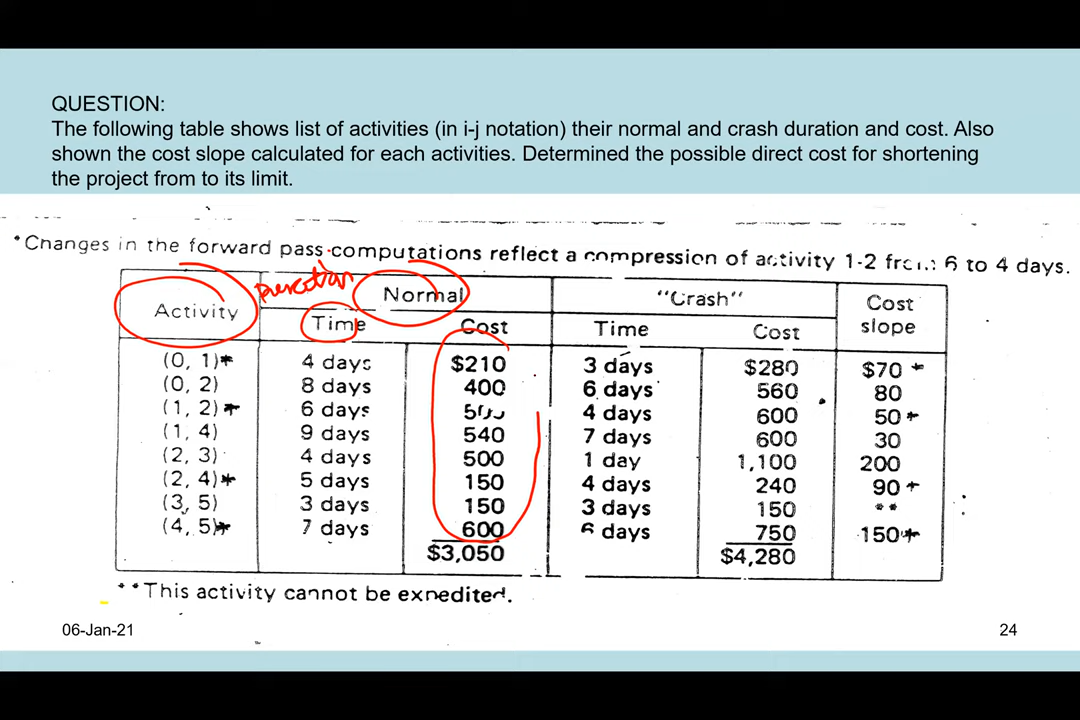 QUESTION:
The following table shows list of activities (in i-j notation) their normal and crash duration and cost. Also
shown the cost slope calculated for each activities. Determined the possible direct cost for shortening
the project from to its limit.
*Changes in the forward pass computations reflect a compression of activity 1-2 from 6 to 4 days.
Activity Normal "Crash" Cost slope
Time Cost Time Cost
(0, 1)* 4 days $210 3 days $280 $70 *
(0, 2) 8 days 400 6 days 560 80
(1, 2)* 6 days 4 days 600 50 *
(1, 4) 9 days 540 7 days 600 30
(2, 3) 4 days 500 1 day 1,100 200
(2, 4)* 5 days 150 4 days 240 90 *
(3, 5) 3 days 150 3 days 150 **
(4, 5)* 7 days 600 6 days 750 150 *
$3,050 $4,280
**This activity cannot be expedited.
06-Jan-21
24